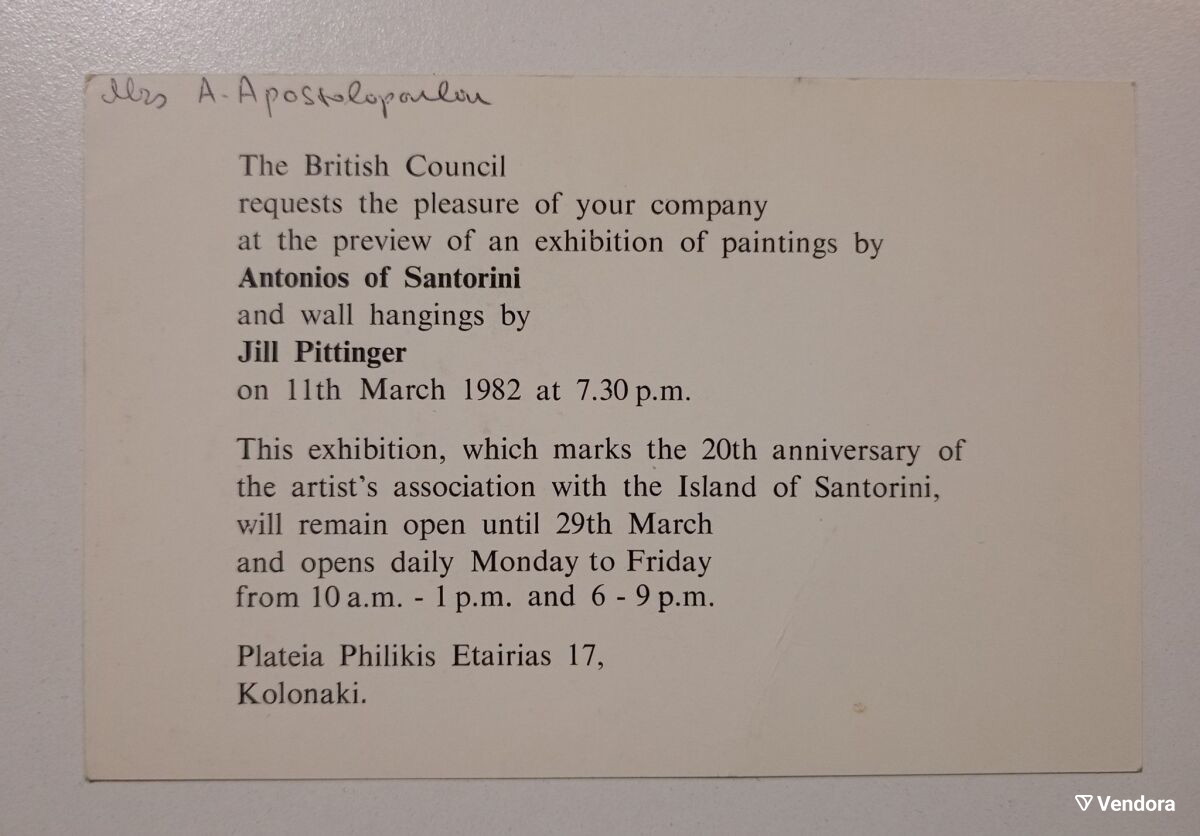 Mrs A. Apostolopoulou
The British Council
requests the pleasure of your company
at the preview of an exhibition of paintings by
Antonios of Santorini
and wall hangings by
Jill Pittinger
on 11th March 1982 at 7.30 p.m.
This exhibition, which marks the 20th anniversary of
the artist's association with the Island of Santorini,
will remain open until 29th March
and opens daily Monday to Friday
from 10 a.m. - 1 p.m. and 6 - 9 p.m.
Plateia Philikis Etairias 17,
Kolonaki.
Vendora